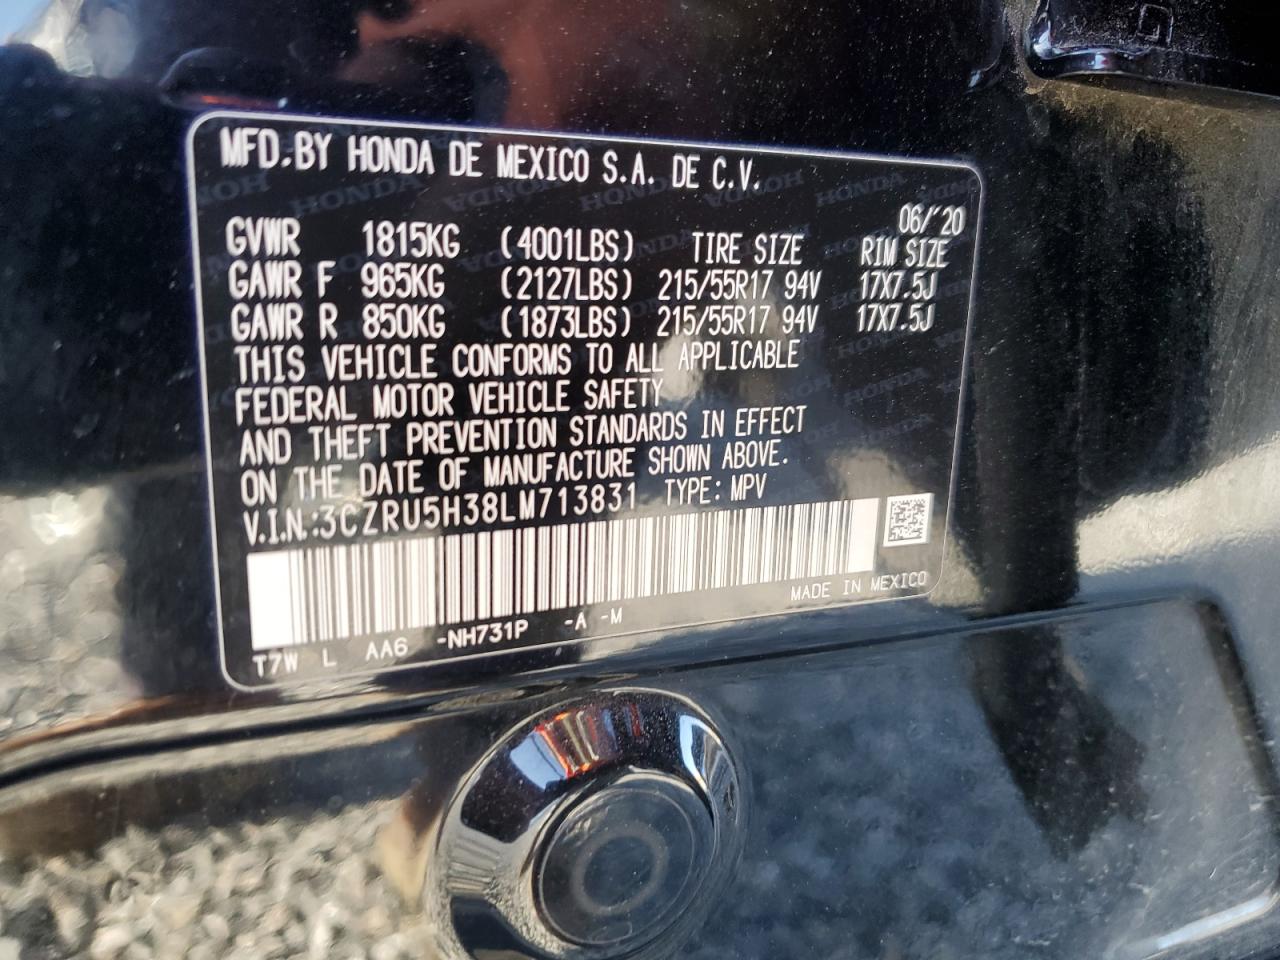 MFD.BY HONDA DE MEXICO S.A. DE C.V.
06/'20
GVWR 1815KG (4001LBS) TIRE SIZE RIM SIZE
GAWR F 965KG (2127LBS) 215/55R17 94V 17X7.5J
GAWR R 850KG (1873LBS) 215/55R17 94V 17X7.5J
THIS VEHICLE CONFORMS TO ALL APPLICABLE
FEDERAL MOTOR VEHICLE SAFETY
AND THEFT PREVENTION STANDARDS IN EFFECT
ON THE DATE OF MANUFACTURE SHOWN ABOVE.
V.I.N.:3CZRU5H38LM713831 TYPE: MPV
MADE IN MEXICO
T7W L AA6 -NH731P -A -M